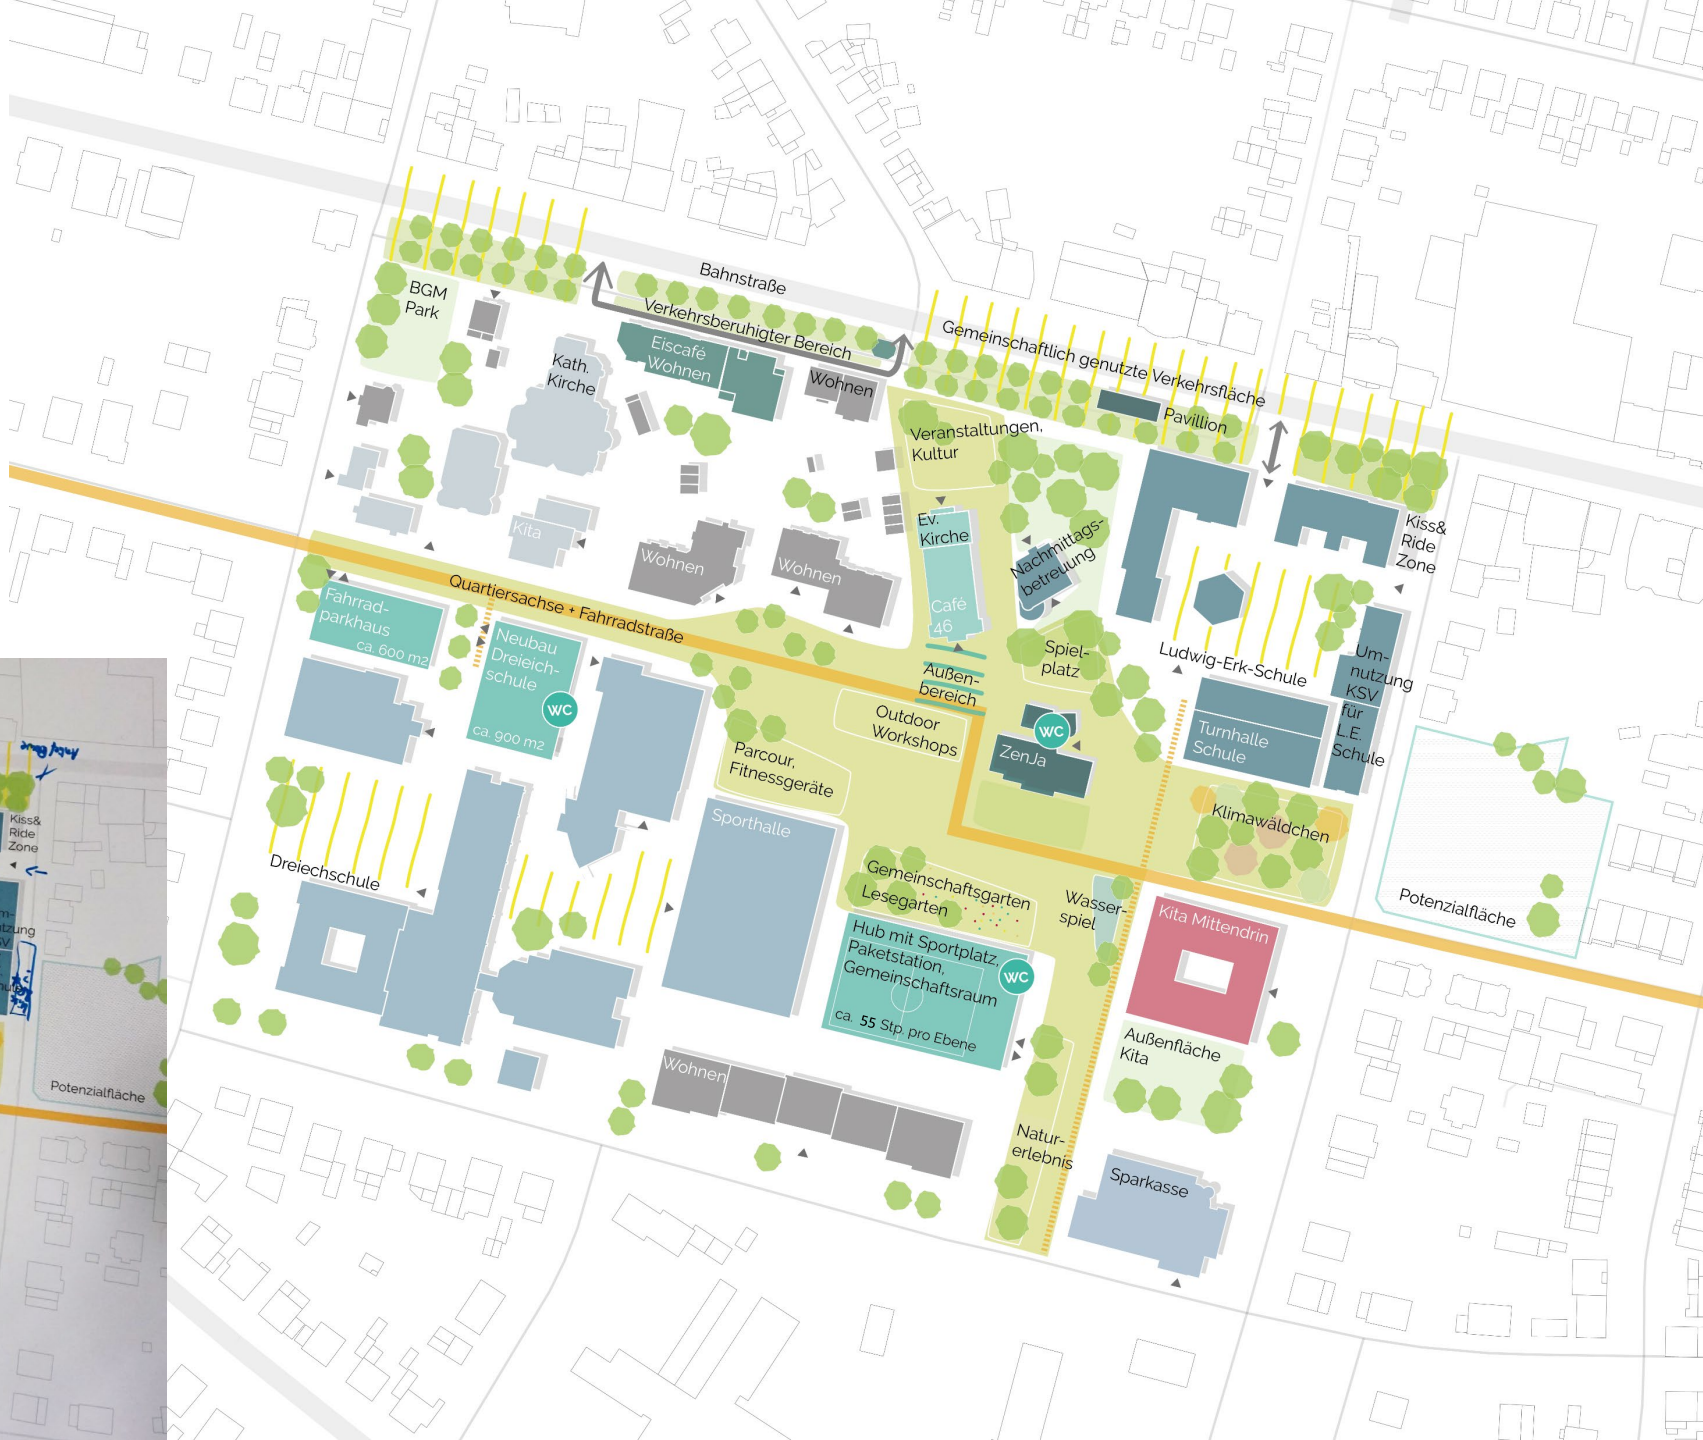 Bahnstraße
BGM
Park
Verkehrsberuhigter Bereich
Gemeinschaftlich genutzte Verkehrsfläche
Eiscafé
Wohnen
Kath.
Kirche
Wohnen
Pavillion
Veranstaltungen,
Kultur
Kiss&
Ride
Zone
Ev.
Kirche
Kita
Nachmittags-
betreuung
Wohnen
Wohnen
Quartiersachse + Fahrradstraße
Fahrrad-
parkhaus
ca. 600 m2
Café
46
Neubau
Dreieich-
schule
WC
ca. 900 m2
Spiel-
platz
Ludwig-Erk-Schule
Um-
nutzung
KSV
für
L.E.
Schule
Außen-
bereich
Outdoor
Workshops
WC
ZenJa
Turnhalle
Schule
Parcour,
Fitnessgeräte
Sporthalle
Klimawäldchen
Dreiechschule
Gemeinschaftsgarten
Lesegarten
Wasser-
spiel
Potenzialfläche
Kita Mittendrin
Hub mit Sportplatz,
Paketstation,
Gemeinschaftsraum
WC
ca. 55 Stp. pro Ebene
Außenfläche
Kita
Wohnen
Natur-
erlebnis
Sparkasse
Kiss&
Ride
Zone
Potenzialfläche